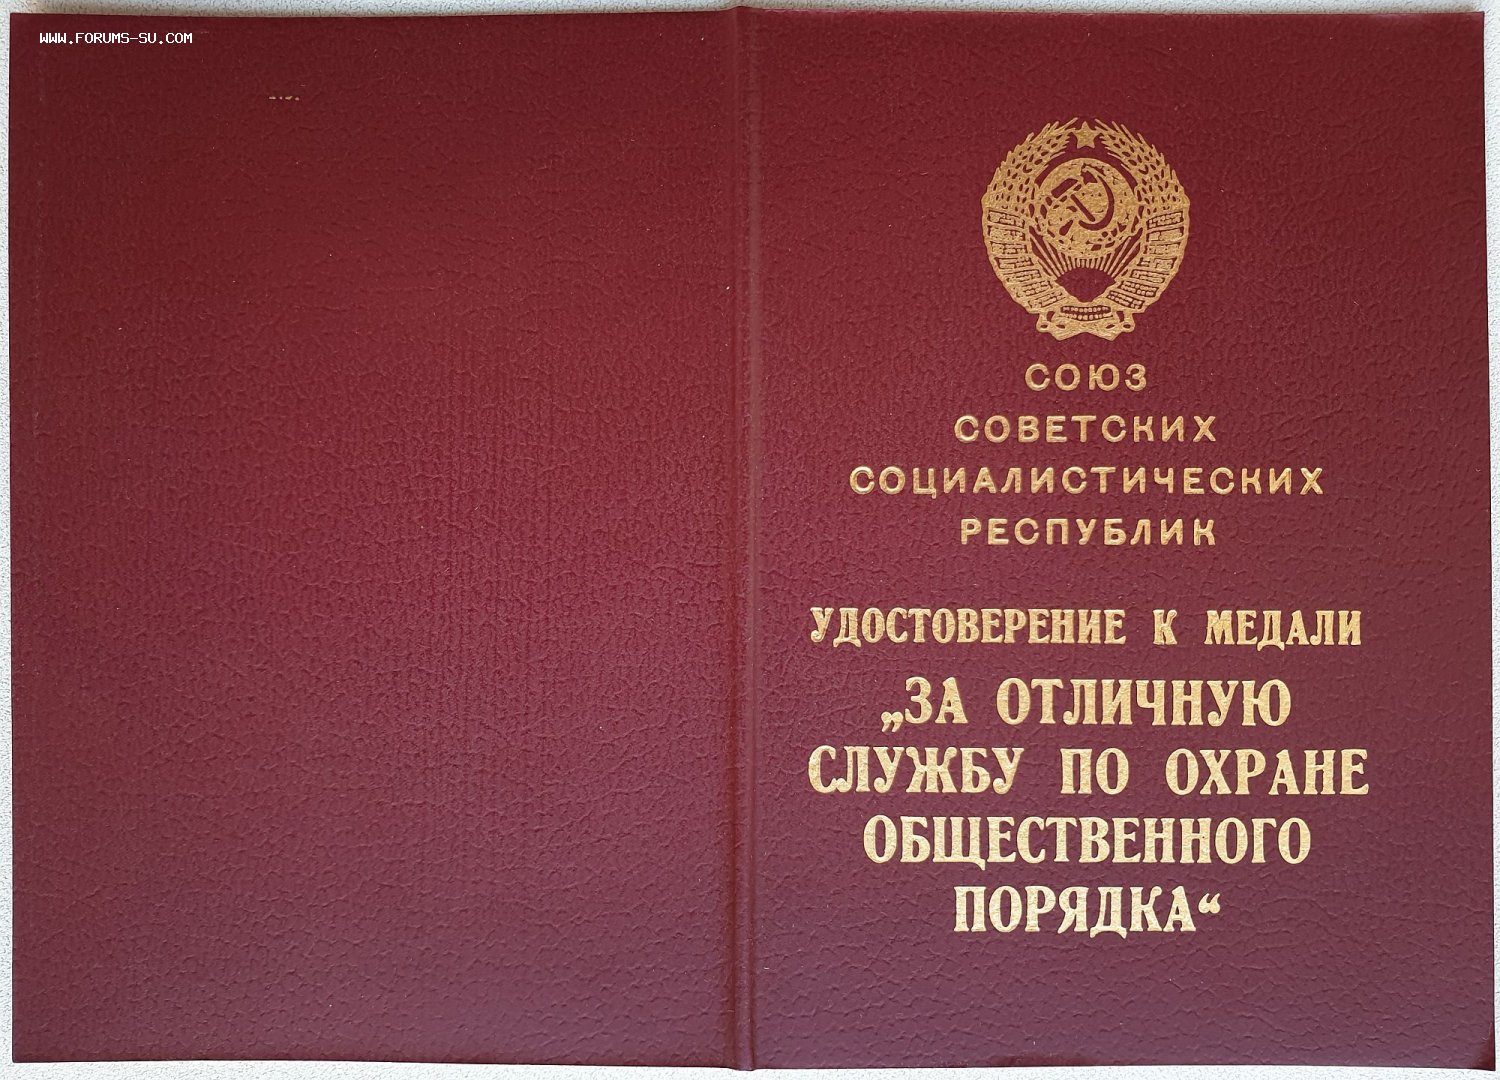 WWW.FORUMS-SU.COM
СОЮЗ
СОВЕТСКИХ
СОЦИАЛИСТИЧЕСКИХ
РЕСПУБЛИК
УДОСТОВЕРЕНИЕ К МЕДАЛИ
„ЗА ОТЛИЧНУЮ
СЛУЖБУ ПО ОХРАНЕ
ОБЩЕСТВЕННОГО
ПОРЯДКА“